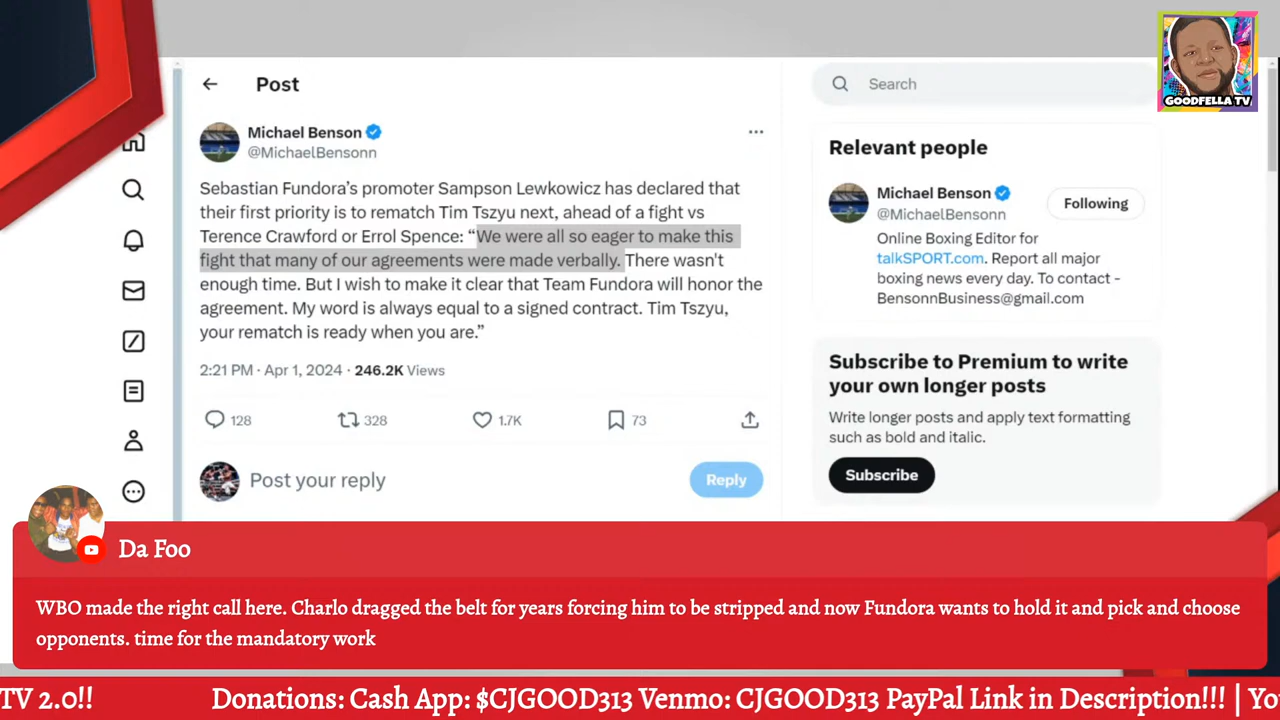 GOODFELLA TV
Post
Search
Michael Benson
@MichaelBensonn
Sebastian Fundora's promoter Sampson Lewkowicz has declared that
their first priority is to rematch Tim Tszyu next, ahead of a fight vs
Terence Crawford or Errol Spence: “We were all so eager to make this
fight that many of our agreements were made verbally. There wasn't
enough time. But I wish to make it clear that Team Fundora will honor the
agreement. My word is always equal to a signed contract. Tim Tszyu,
your rematch is ready when you are.”
2:21 PM · Apr 1, 2024 · 246.2K Views
128
328
1.7K
73
Post your reply
Reply
Relevant people
Michael Benson
@MichaelBensonn
Following
Online Boxing Editor for
talkSPORT.com. Report all major
boxing news every day. To contact -
BensonnBusiness@gmail.com
Subscribe to Premium to write
your own longer posts
Write longer posts and apply text formatting
such as bold and italic.
Subscribe
Da Foo
WBO made the right call here. Charlo dragged the belt for years forcing him to be stripped and now Fundora wants to hold it and pick and choose
opponents. time for the mandatory work
TV 2.0!! Donations: Cash App: $CJGOOD313 Venmo: CJGOOD313 PayPal Link in Description!!! | Yo